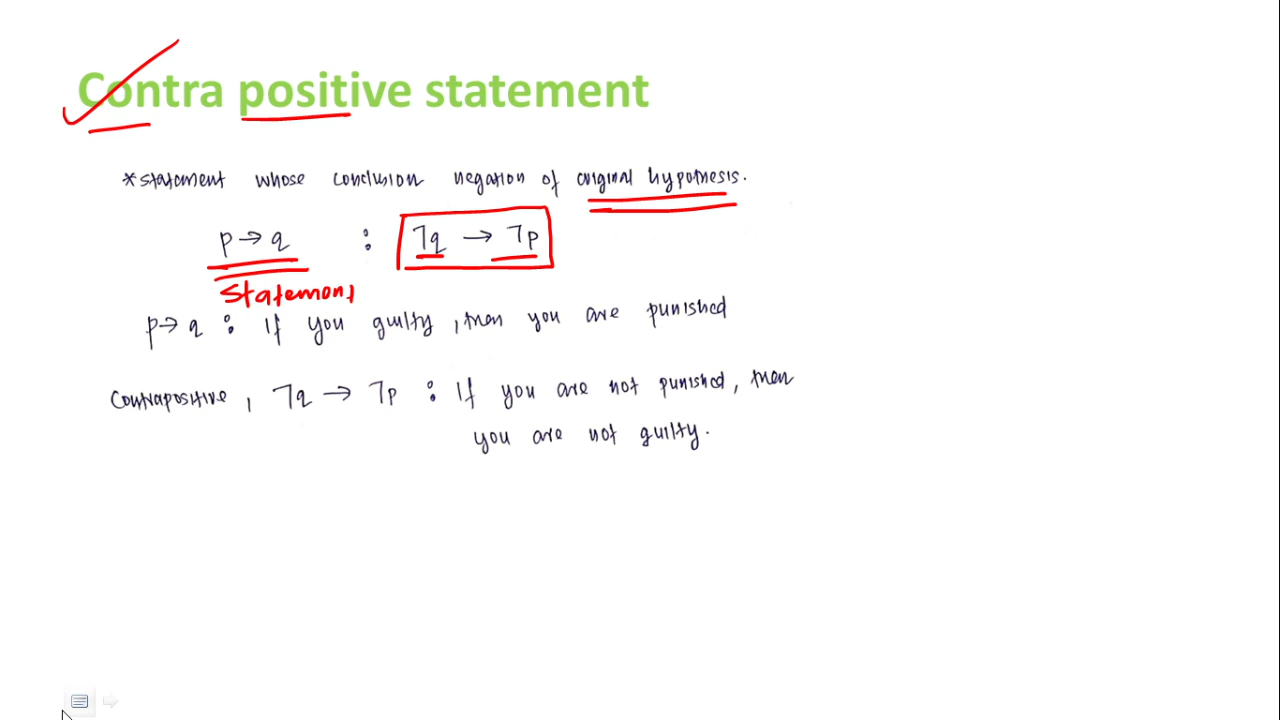 Contra positive statement
*statement whose conclusion negation of original hypothesis.
p→q : ¬q → ¬p
statement
p→q : If you guilty, then you are punished
Contrapositive, ¬q → ¬p : If you are not punished, then
you are not guilty.